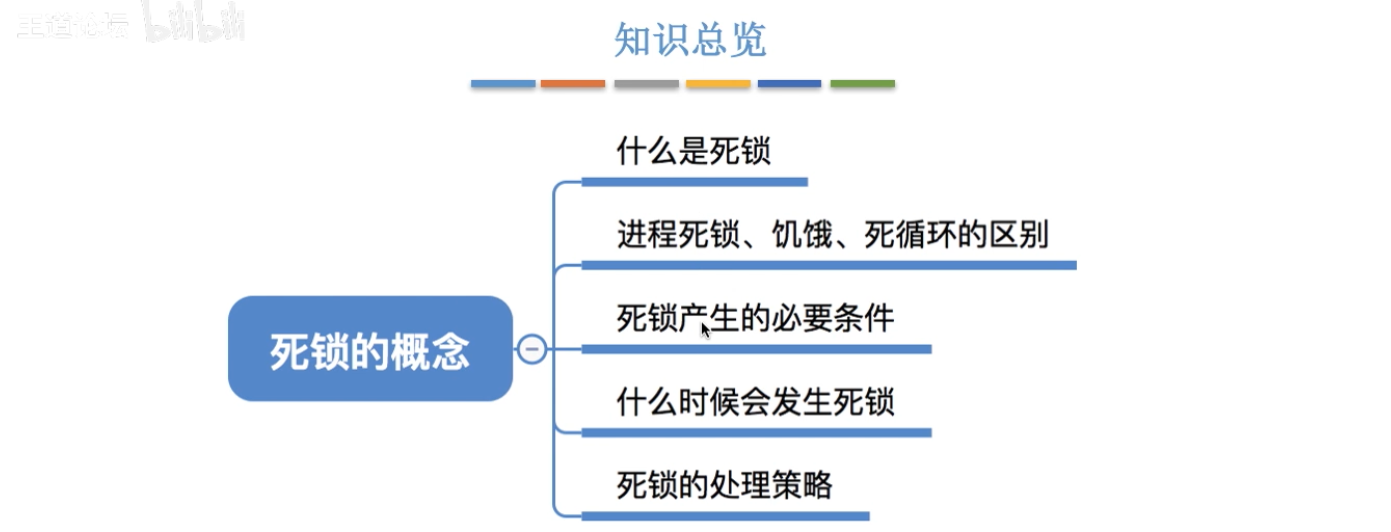 王道论坛 bilibili
知识总览
什么是死锁
进程死锁、饥饿、死循环的区别
死锁产生的必要条件
死锁的概念
什么时候会发生死锁
死锁的处理策略